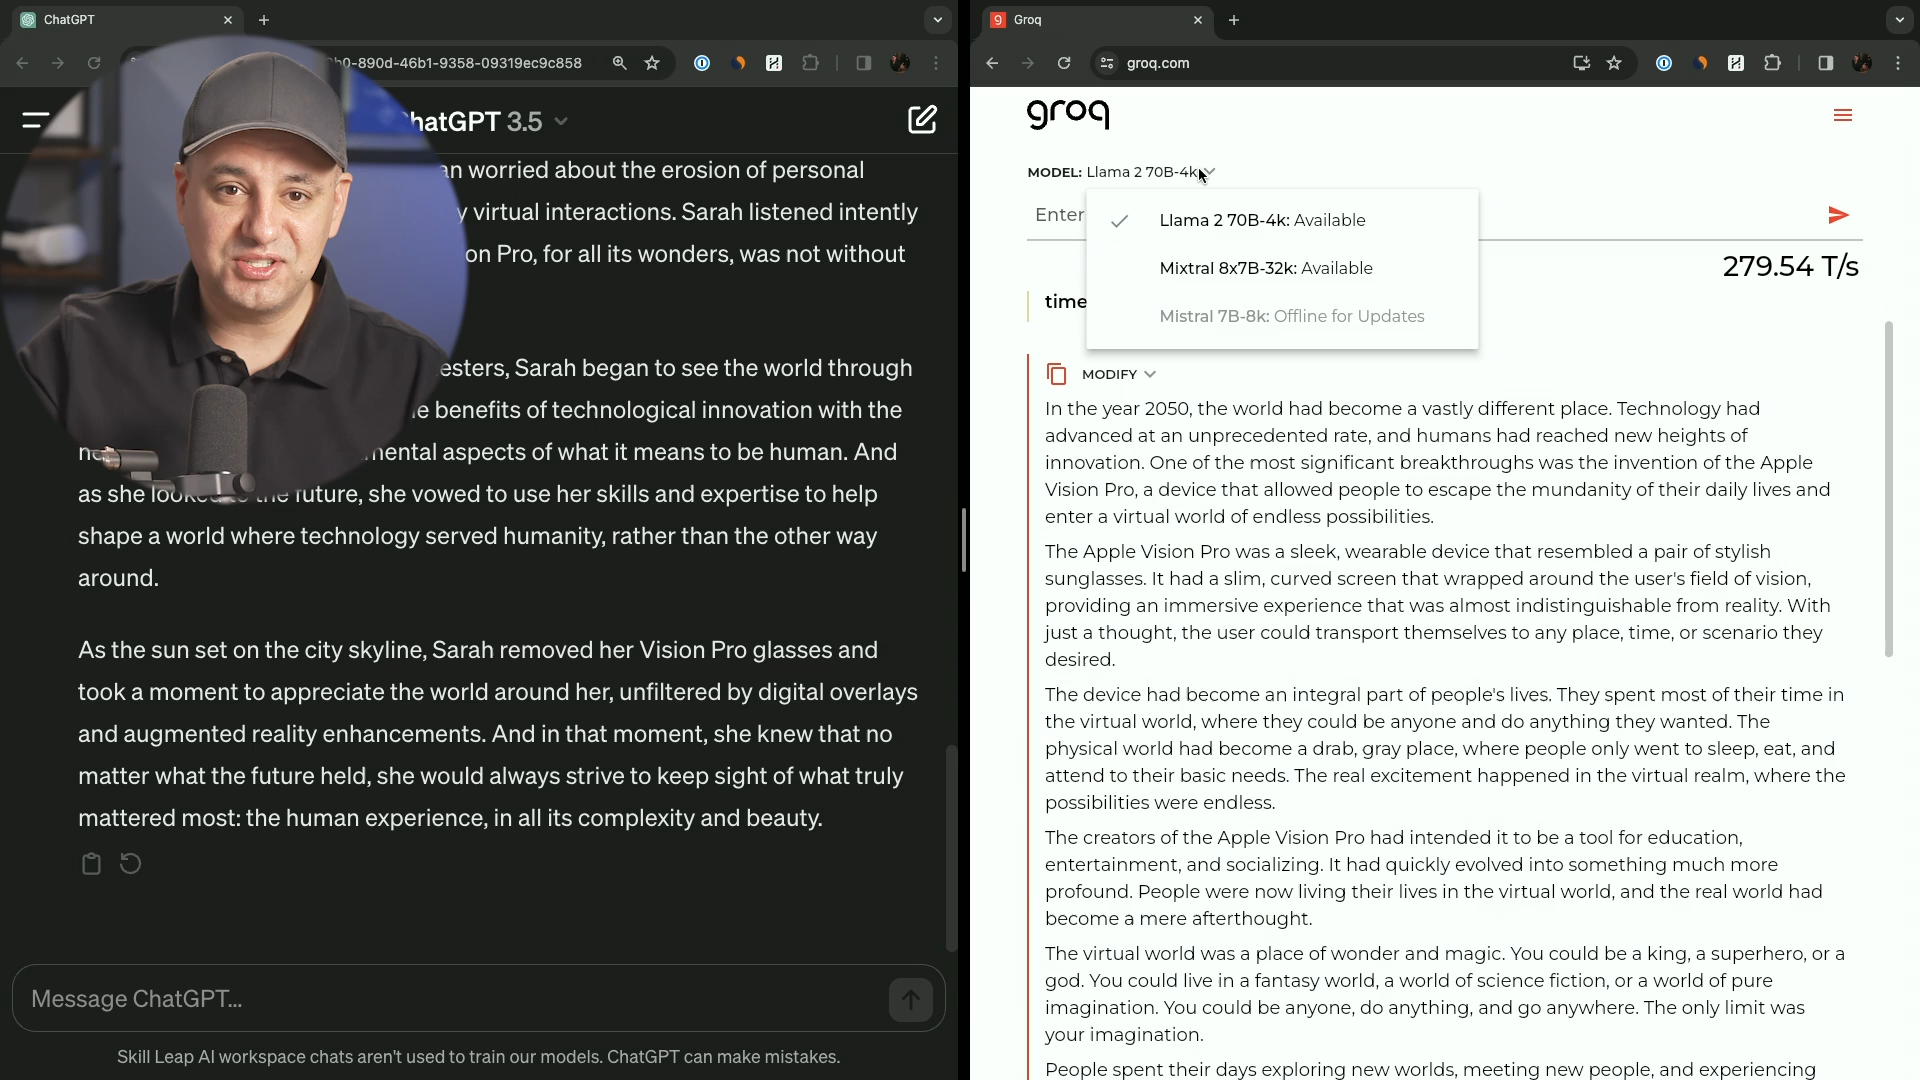 ChatGPT
0-890d-46b1-9358-09319ec9c858
hatGPT 3.5
an worried about the erosion of personal
y virtual interactions. Sarah listened intently
on Pro, for all its wonders, was not without
esters, Sarah began to see the world through
e benefits of technological innovation with the
mental aspects of what it means to be human. And
as she looked to the future, she vowed to use her skills and expertise to help
shape a world where technology served humanity, rather than the other way
around.
As the sun set on the city skyline, Sarah removed her Vision Pro glasses and
took a moment to appreciate the world around her, unfiltered by digital overlays
and augmented reality enhancements. And in that moment, she knew that no
matter what the future held, she would always strive to keep sight of what truly
mattered most: the human experience, in all its complexity and beauty.
Message ChatGPT...
Skill Leap AI workspace chats aren't used to train our models. ChatGPT can make mistakes.
Groq
groq.com
groq
MODEL: Llama 2 70B-4k
Enter
Llama 2 70B-4k: Available
Mixtral 8x7B-32k: Available
Mistral 7B-8k: Offline for Updates
279.54 T/s
time
MODIFY
In the year 2050, the world had become a vastly different place. Technology had
advanced at an unprecedented rate, and humans had reached new heights of
innovation. One of the most significant breakthroughs was the invention of the Apple
Vision Pro, a device that allowed people to escape the mundanity of their daily lives and
enter a virtual world of endless possibilities.
The Apple Vision Pro was a sleek, wearable device that resembled a pair of stylish
sunglasses. It had a slim, curved screen that wrapped around the user's field of vision,
providing an immersive experience that was almost indistinguishable from reality. With
just a thought, the user could transport themselves to any place, time, or scenario they
desired.
The device had become an integral part of people's lives. They spent most of their time in
the virtual world, where they could be anyone and do anything they wanted. The
physical world had become a drab, gray place, where people only went to sleep, eat, and
attend to their basic needs. The real excitement happened in the virtual realm, where the
possibilities were endless.
The creators of the Apple Vision Pro had intended it to be a tool for education,
entertainment, and socializing. It had quickly evolved into something much more
profound. People were now living their lives in the virtual world, and the real world had
become a mere afterthought.
The virtual world was a place of wonder and magic. You could be a king, a superhero, or a
god. You could live in a fantasy world, a world of science fiction, or a world of pure
imagination. You could be anyone, do anything, and go anywhere. The only limit was
your imagination.
People spent their days exploring new worlds, meeting new people, and experiencing